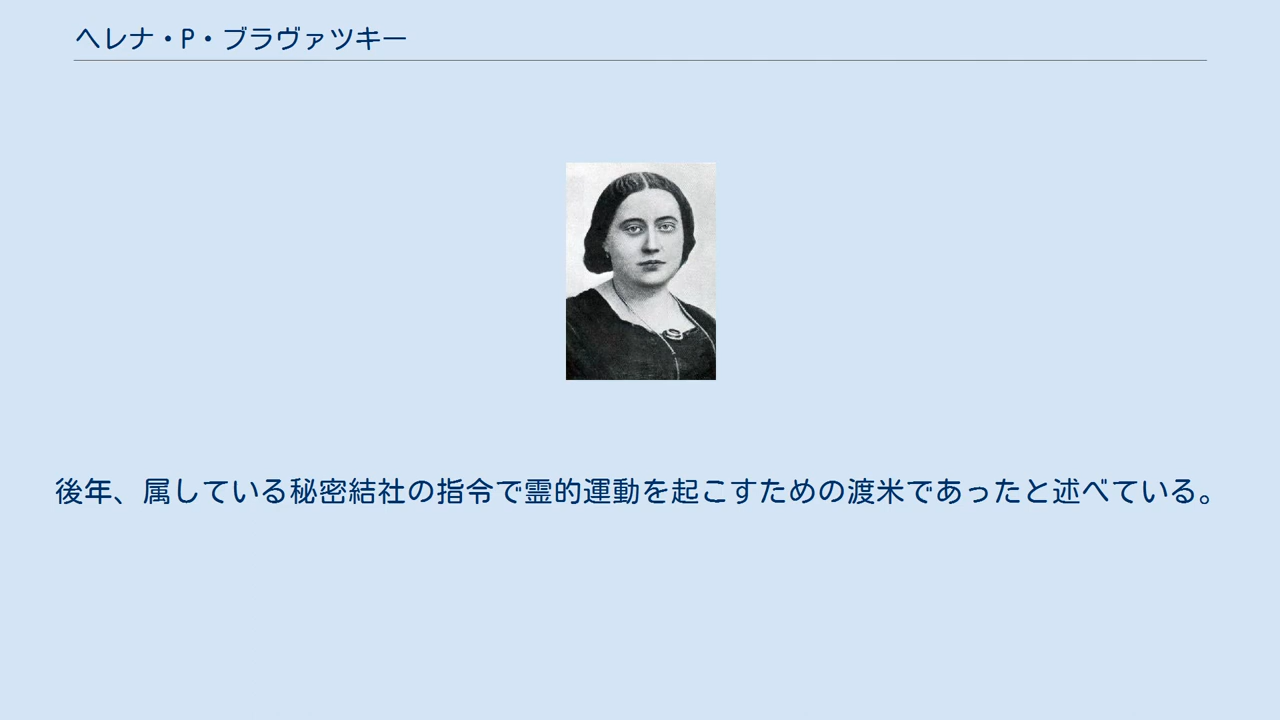 ヘレナ・P・ブラヴァツキー
後年、属している秘密結社の指令で霊的運動を起こすための渡米であったと述べている。